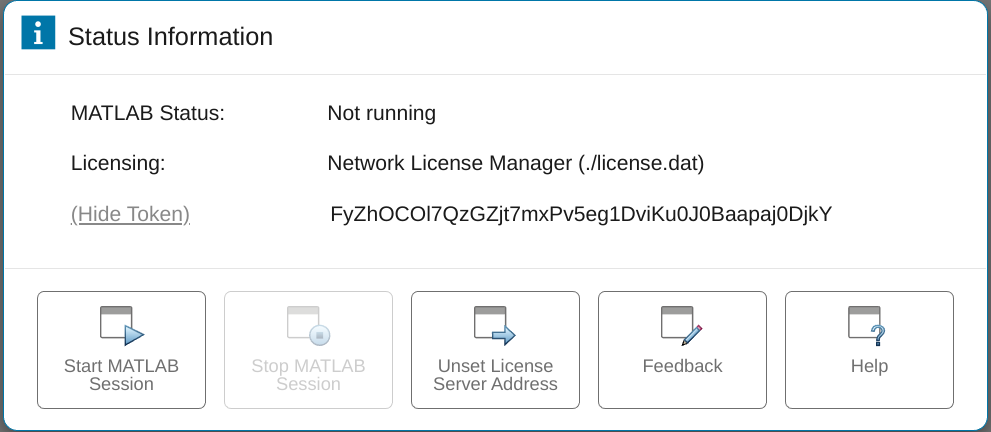 Status Information
MATLAB Status: Not running
Licensing: Network License Manager (./license.dat)
(Hide Token) FyZhOCOl7QzGZjt7mxPv5eg1DviKu0J0Baapaj0DjkY
Start MATLAB
Session
Stop MATLAB
Session
Unset License
Server Address
Feedback
Help